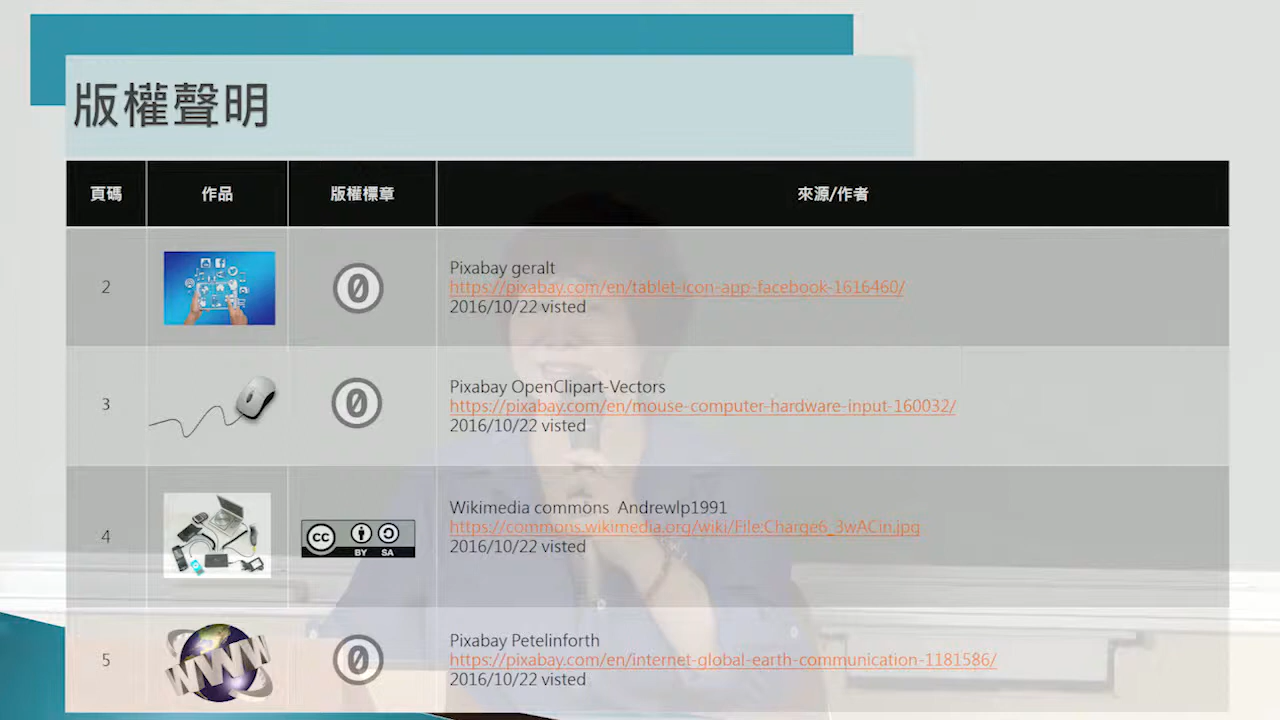 版權聲明
頁碼 作品 版權標章 來源/作者
2
Pixabay geralt
https://pixabay.com/en/tablet-icon-app-facebook-1616460/
2016/10/22 visted
3
Pixabay OpenClipart-Vectors
https://pixabay.com/en/mouse-computer-hardware-input-160032/
2016/10/22 visted
4
cc BY SA
Wikimedia commons Andrewlp1991
https://commons.wikimedia.org/wiki/File:Charge6_3wACin.jpg
2016/10/22 visted
5
WWW
Pixabay Petelinforth
https://pixabay.com/en/internet-global-earth-communication-1181586/
2016/10/22 visted